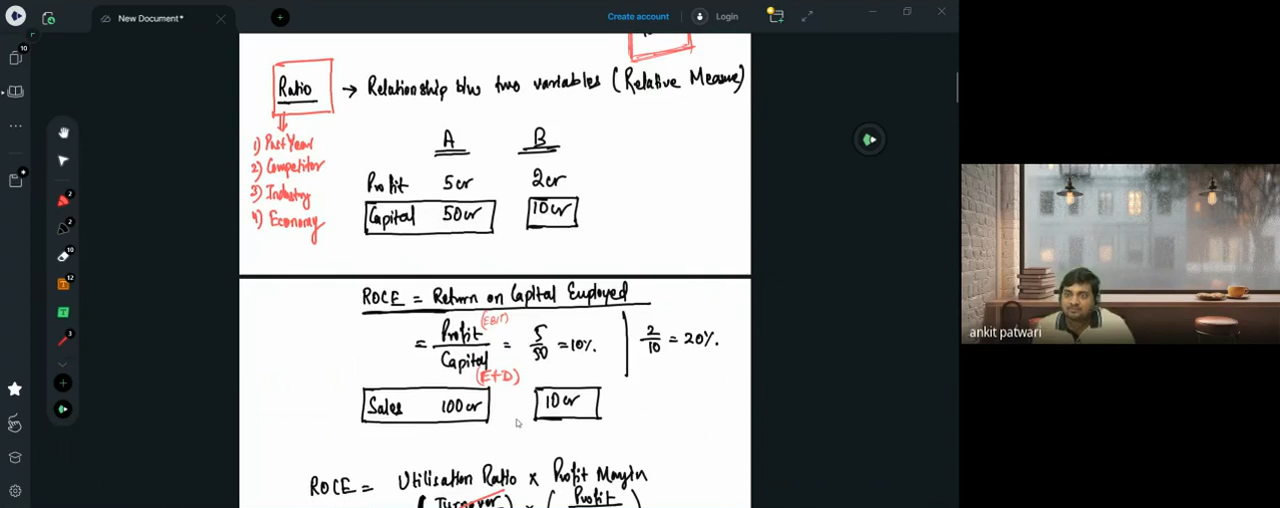 New Document*
Create account
Login
Ratio → Relationship b/w two variables (Relative Measure)
1) Past Year
2) Competitor
3) Industry
4) Economy
A B
Profit 5cr 2cr
Capital 50cr 10cr
ROCE = Return on Capital Employed
= Profit (EBIT) / Capital (E+D) = 5/50 = 10%. | 2/10 = 20%.
Sales 100cr 10cr
ROCE = Utilisation Ratio x Profit Margin
(Turnover) x (Profit
ankit patwari